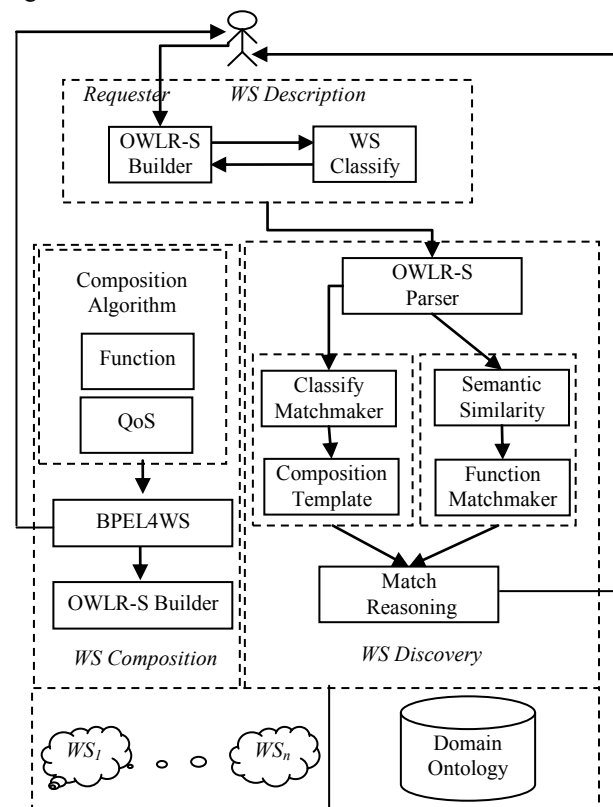 Requester WS Description
OWLR-S
Builder
WS
Classify
Composition
Algorithm
Function
QoS
BPEL4WS
OWLR-S Builder
WS Composition
OWLR-S
Parser
Classify
Matchmaker
Semantic
Similarity
Composition
Template
Function
Matchmaker
Match
Reasoning
WS Discovery
WS1
WSn
Domain
Ontology